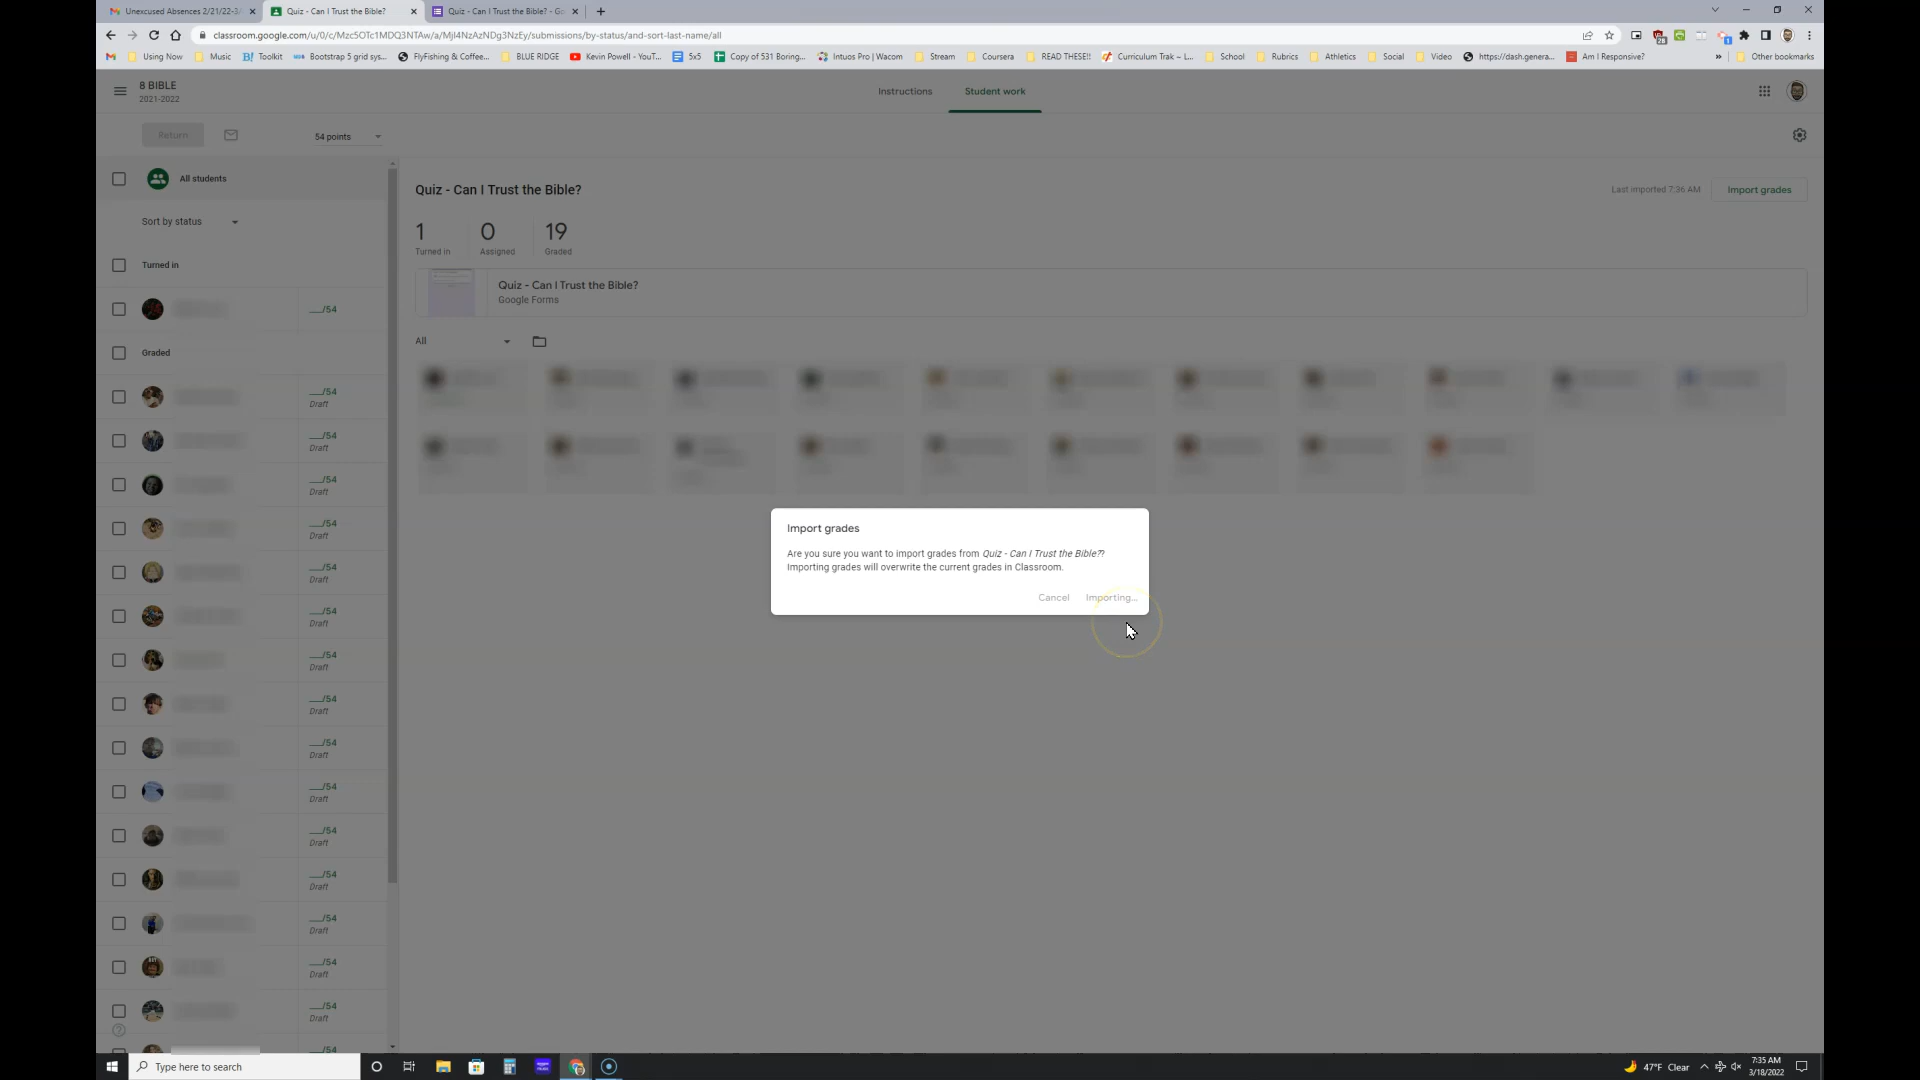 Unexcused Absences 2/21/22-3/
Quiz - Can I Trust the Bible?
Quiz - Can I Trust the Bible? - Go
classroom.google.com/u/0/c/Mzc5OTc1MDQ3NTAw/a/MjI4NzAzNDg3NzEy/submissions/by-status/and-sort-last-name/all
Using Now
Music
B! Toolkit
Bootstrap 5 grid sys...
FlyFishing & Coffee...
BLUE RIDGE
Kevin Powell - YouT...
5x5
Copy of 531 Boring...
Intuos Pro | Wacom
Stream
Coursera
READ THESE!!
Curriculum Trak – L...
School
Rubrics
Athletics
Social
Video
https://dash.genera...
Am I Responsive?
»
Other bookmarks
8 BIBLE
2021-2022
Instructions
Student work
Return
54 points
All students
Sort by status
Turned in
___/54
Graded
___/54
Draft
___/54
Draft
___/54
Draft
___/54
Draft
___/54
Draft
___/54
Draft
___/54
Draft
___/54
Draft
___/54
Draft
___/54
Draft
___/54
Draft
___/54
Draft
___/54
Draft
___/54
Draft
___/54
Draft
___/54
Quiz - Can I Trust the Bible?
Last imported 7:36 AM
Import grades
1
Turned in
0
Assigned
19
Graded
Quiz - Can I Trust the Bible?
Google Forms
All
Import grades
Are you sure you want to import grades from Quiz - Can I Trust the Bible??
Importing grades will overwrite the current grades in Classroom.
Cancel
Importing...
Type here to search
47°F Clear
7:35 AM
3/18/2022